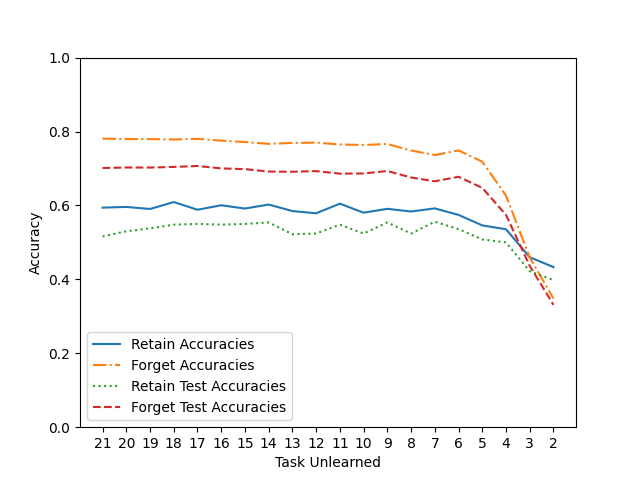 1.0
0.8
0.6
0.4
0.2
0.0
Accuracy
Retain Accuracies
Forget Accuracies
Retain Test Accuracies
Forget Test Accuracies
21 20 19 18 17 16 15 14 13 12 11 10 9 8 7 6 5 4 3 2
Task Unlearned